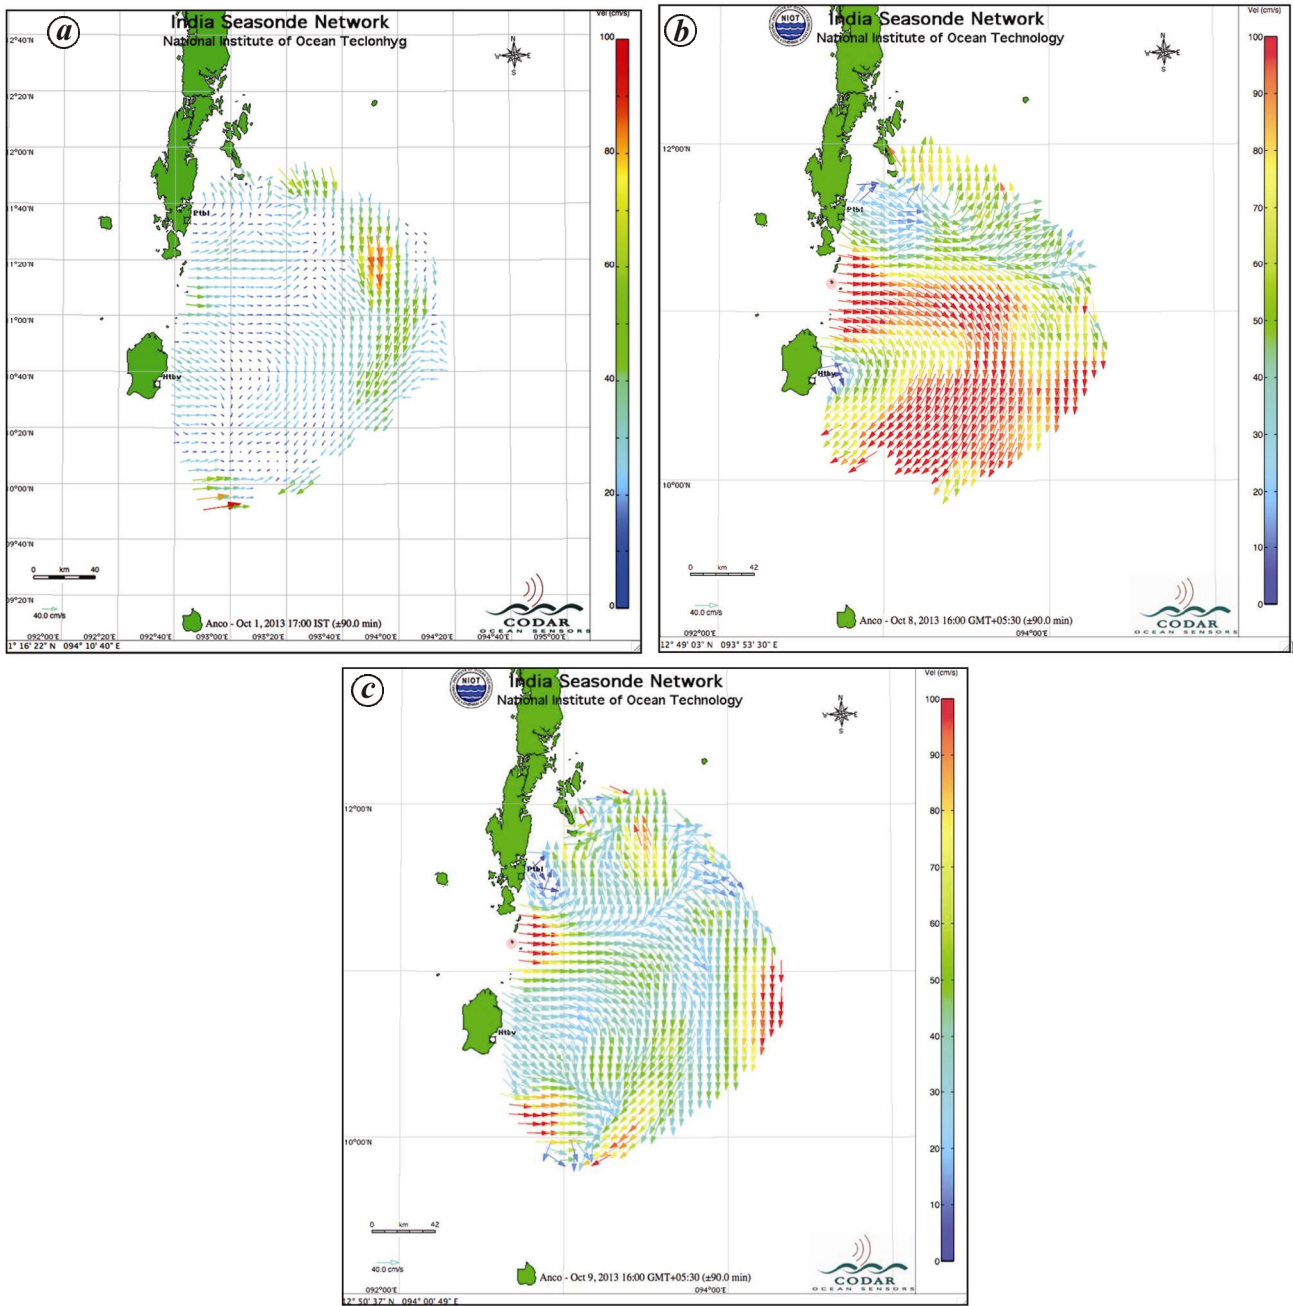 a
India Seasonde Network
National Institute of Ocean Teclonhyg
Vel (cm/s)
N
W E
S
2°40'N
2°20'N
2°00'N
1°40'N
1°20'N
1°00'N
0°40'N
0°20'N
0°00'N
09°40'N
09°20'N
Ptbl
Htby
100
80
60
40
20
0
0 km 40
40.0 cm/s
Anco - Oct 1, 2013 17:00 IST (±90.0 min)
CODAR
OCEAN SENSORS
092°00'E 092°20'E 092°40'E 093°00'E 093°20'E 093°40'E 094°00'E 094°20'E 094°40'E 095°00'E
1° 16' 22" N 094° 10' 40" E
b
NIOT
India Seasonde Network
National Institute of Ocean Technology
Vel (cm/s)
N
W E
S
12°00'N
10°00'N
Ptbl
Htby
100
90
80
70
60
50
40
30
20
10
0
0 km 42
40.0 cm/s
Anco - Oct 8, 2013 16:00 GMT+05:30 (±90.0 min)
CODAR
OCEAN SENSORS
092°00'E 094°00'E
12° 49' 03" N 093° 53' 30" E
c
NIOT
India Seasonde Network
National Institute of Ocean Technology
Vel (cm/s)
N
W E
S
12°00'N
10°00'N
Ptbl
Htby
100
90
80
70
60
50
40
30
20
10
0
0 km 42
40.0 cm/s
Anco - Oct 9, 2013 16:00 GMT+05:30 (±90.0 min)
CODAR
OCEAN SENSORS
092°00'E 094°00'E
12° 50' 37" N 094° 00' 49" E